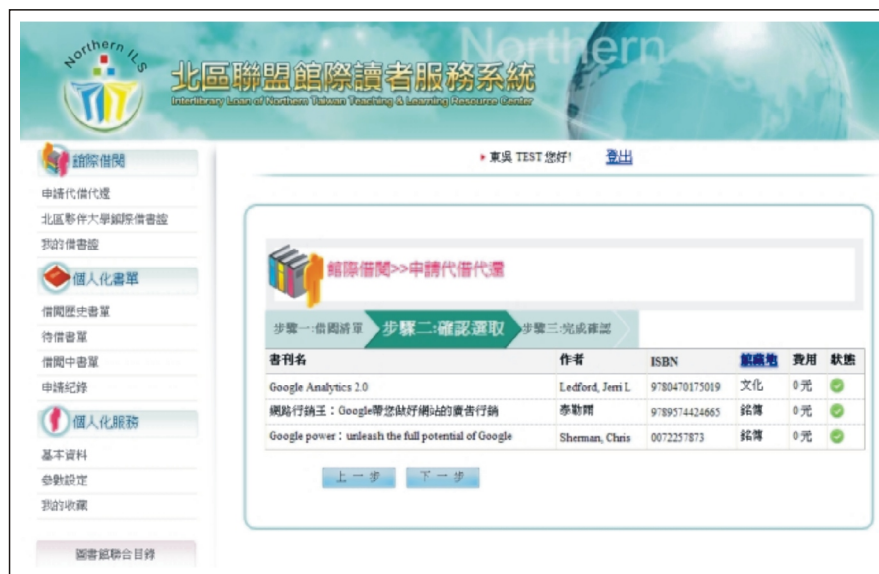 Northern ILS
Northern
北區聯盟館際讀者服務系統
Interlibrary Loan of Northern Taiwan Teaching & Learning Resource Center
館際借閱
申請代借代還
北區夥伴大學館際借書證
我的借書證
個人化書單
借閱歷史書單
待借書單
借閱中書單
申請紀錄
個人化服務
基本資料
參數設定
我的收藏
圖書館聯合目錄
東吳 TEST 您好! 登出
館際借閱>>申請代借代還
步驟一:借閱清單 步驟二:確認選取 步驟三:完成確認
書刊名 作者 ISBN 館藏地 費用 狀態
Google Analytics 2.0 Ledford, Jerri L 9780470175019 文化 0元
網路行銷王：Google帶您做好網站的廣告行銷 泰勒爾 9789574424665 銘傳 0元
Google power：unleash the full potential of Google Sherman, Chris 0072257873 銘傳 0元
上一步 下一步